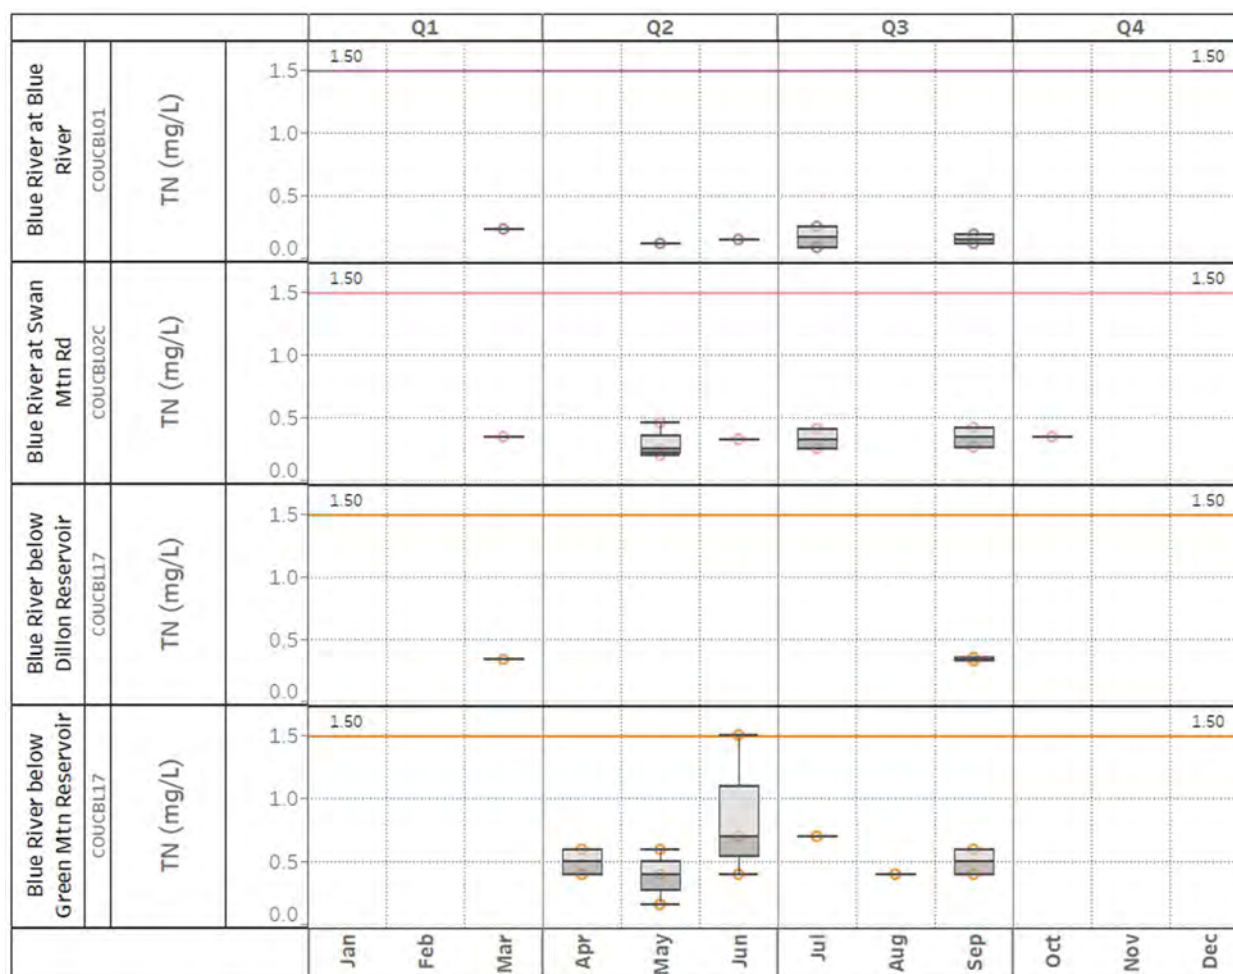 Q1 Q2 Q3 Q4
Blue River at Blue
River
COUCBL01
TN (mg/L)
1.50 1.50
1.5
1.0
0.5
0.0
Blue River at Swan
Mtn Rd
COUCBL02C
TN (mg/L)
1.50 1.50
1.5
1.0
0.5
0.0
Blue River below
Dillon Reservoir
COUCBL17
TN (mg/L)
1.50 1.50
1.5
1.0
0.5
0.0
Blue River below
Green Mtn Reservoir
COUCBL17
TN (mg/L)
1.50 1.50
1.5
1.0
0.5
0.0
Jan Feb Mar Apr May Jun Jul Aug Sep Oct Nov Dec